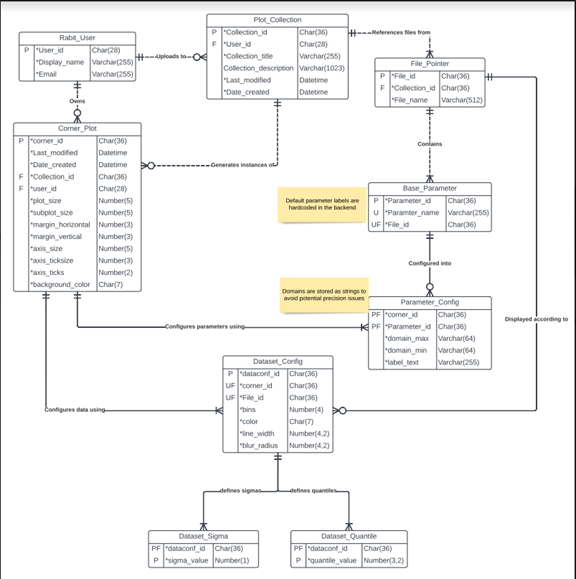 Rabit_User
P *User_id Char(28)
*Display_name Varchar(255)
*Email Varchar(255)
Uploads to
Plot_Collection
P *Collection_id Char(36)
F *User_id Char(28)
*Collection_title Varchar(255)
Collection_description Varchar(1023)
*Last_modified Datetime
*Date_created Datetime
References files from
File_Pointer
P *File_id Char(36)
F *Collection_id Char(36)
*File_name Varchar(512)
Owns
Corner_Plot
P *corner_id Char(36)
*Last_modified Datetime
*Date_created Datetime
F *Collection_id Char(36)
F *user_id Char(28)
*plot_size Number(5)
*subplot_size Number(5)
*margin_horizontal Number(3)
*margin_vertical Number(3)
*axis_size Number(5)
*axis_ticksize Number(3)
*axis_ticks Number(2)
*background_color Char(7)
Generates instances of
Contains
Default parameter labels are
hardcoded in the backend
Base_Parameter
P *Parameter_id Char(36)
U *Paramter_name Varchar(255)
UF *File_id Char(36)
Configured into
Domains are stored as strings to
avoid potential precision issues
Parameter_Config
PF *corner_id Char(36)
PF *Parameter_id Char(36)
*domain_max Varchar(64)
*domain_min Varchar(64)
*label_text Varchar(255)
Displayed according to
Configures parameters using
Dataset_Config
P *dataconf_id Char(36)
UF *corner_id Char(36)
UF *File_id Char(36)
*bins Number(4)
*color Char(7)
*line_width Number(4,2)
*blur_radius Number(4,2)
Configures data using
defines sigmas
defines quantiles
Dataset_Sigma
PF *dataconf_id Char(36)
P *sigma_value Number(1)
Dataset_Quantile
PF *dataconf_id Char(36)
P *quantile_value Number(3,2)